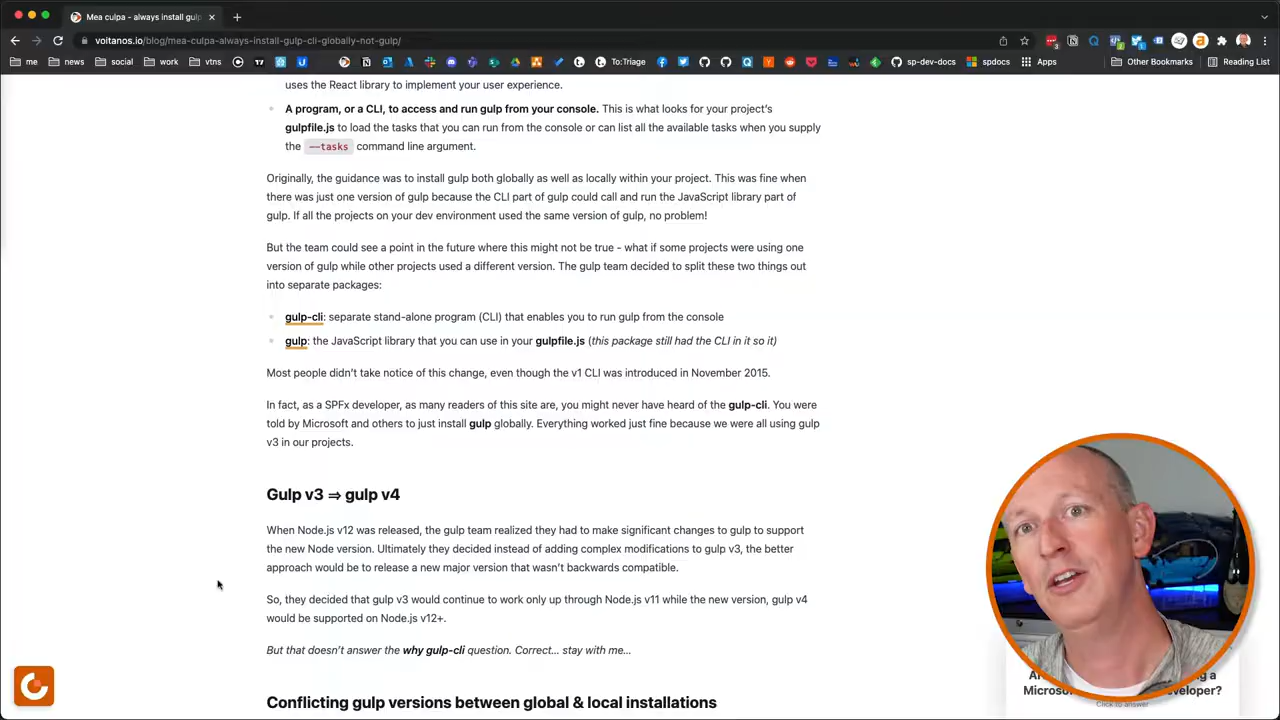 Mea culpa - always install gulp
voitanos.io/blog/mea-culpa-always-install-gulp-cli-globally-not-gulp/
me
news
social
work
vtns
To:Triage
sp-dev-docs
spdocs
Apps
Other Bookmarks
Reading List
uses the React library to implement your user experience.
A program, or a CLI, to access and run gulp from your console. This is what looks for your project's
gulpfile.js to load the tasks that you can run from the console or can list all the available tasks when you supply
the --tasks command line argument.
Originally, the guidance was to install gulp both globally as well as locally within your project. This was fine when
there was just one version of gulp because the CLI part of gulp could call and run the JavaScript library part of
gulp. If all the projects on your dev environment used the same version of gulp, no problem!
But the team could see a point in the future where this might not be true - what if some projects were using one
version of gulp while other projects used a different version. The gulp team decided to split these two things out
into separate packages:
gulp-cli: separate stand-alone program (CLI) that enables you to run gulp from the console
gulp: the JavaScript library that you can use in your gulpfile.js (this package still had the CLI in it so it)
Most people didn't take notice of this change, even though the v1 CLI was introduced in November 2015.
In fact, as a SPFx developer, as many readers of this site are, you might never have heard of the gulp-cli. You were
told by Microsoft and others to just install gulp globally. Everything worked just fine because we were all using gulp
v3 in our projects.
Gulp v3 ⇒ gulp v4
When Node.js v12 was released, the gulp team realized they had to make significant changes to gulp to support
the new Node version. Ultimately they decided instead of adding complex modifications to gulp v3, the better
approach would be to release a new major version that wasn't backwards compatible.
So, they decided that gulp v3 would continue to work only up through Node.js v11 while the new version, gulp v4
would be supported on Node.js v12+.
But that doesn't answer the why gulp-cli question. Correct... stay with me...
Conflicting gulp versions between global & local installations
Click to answer